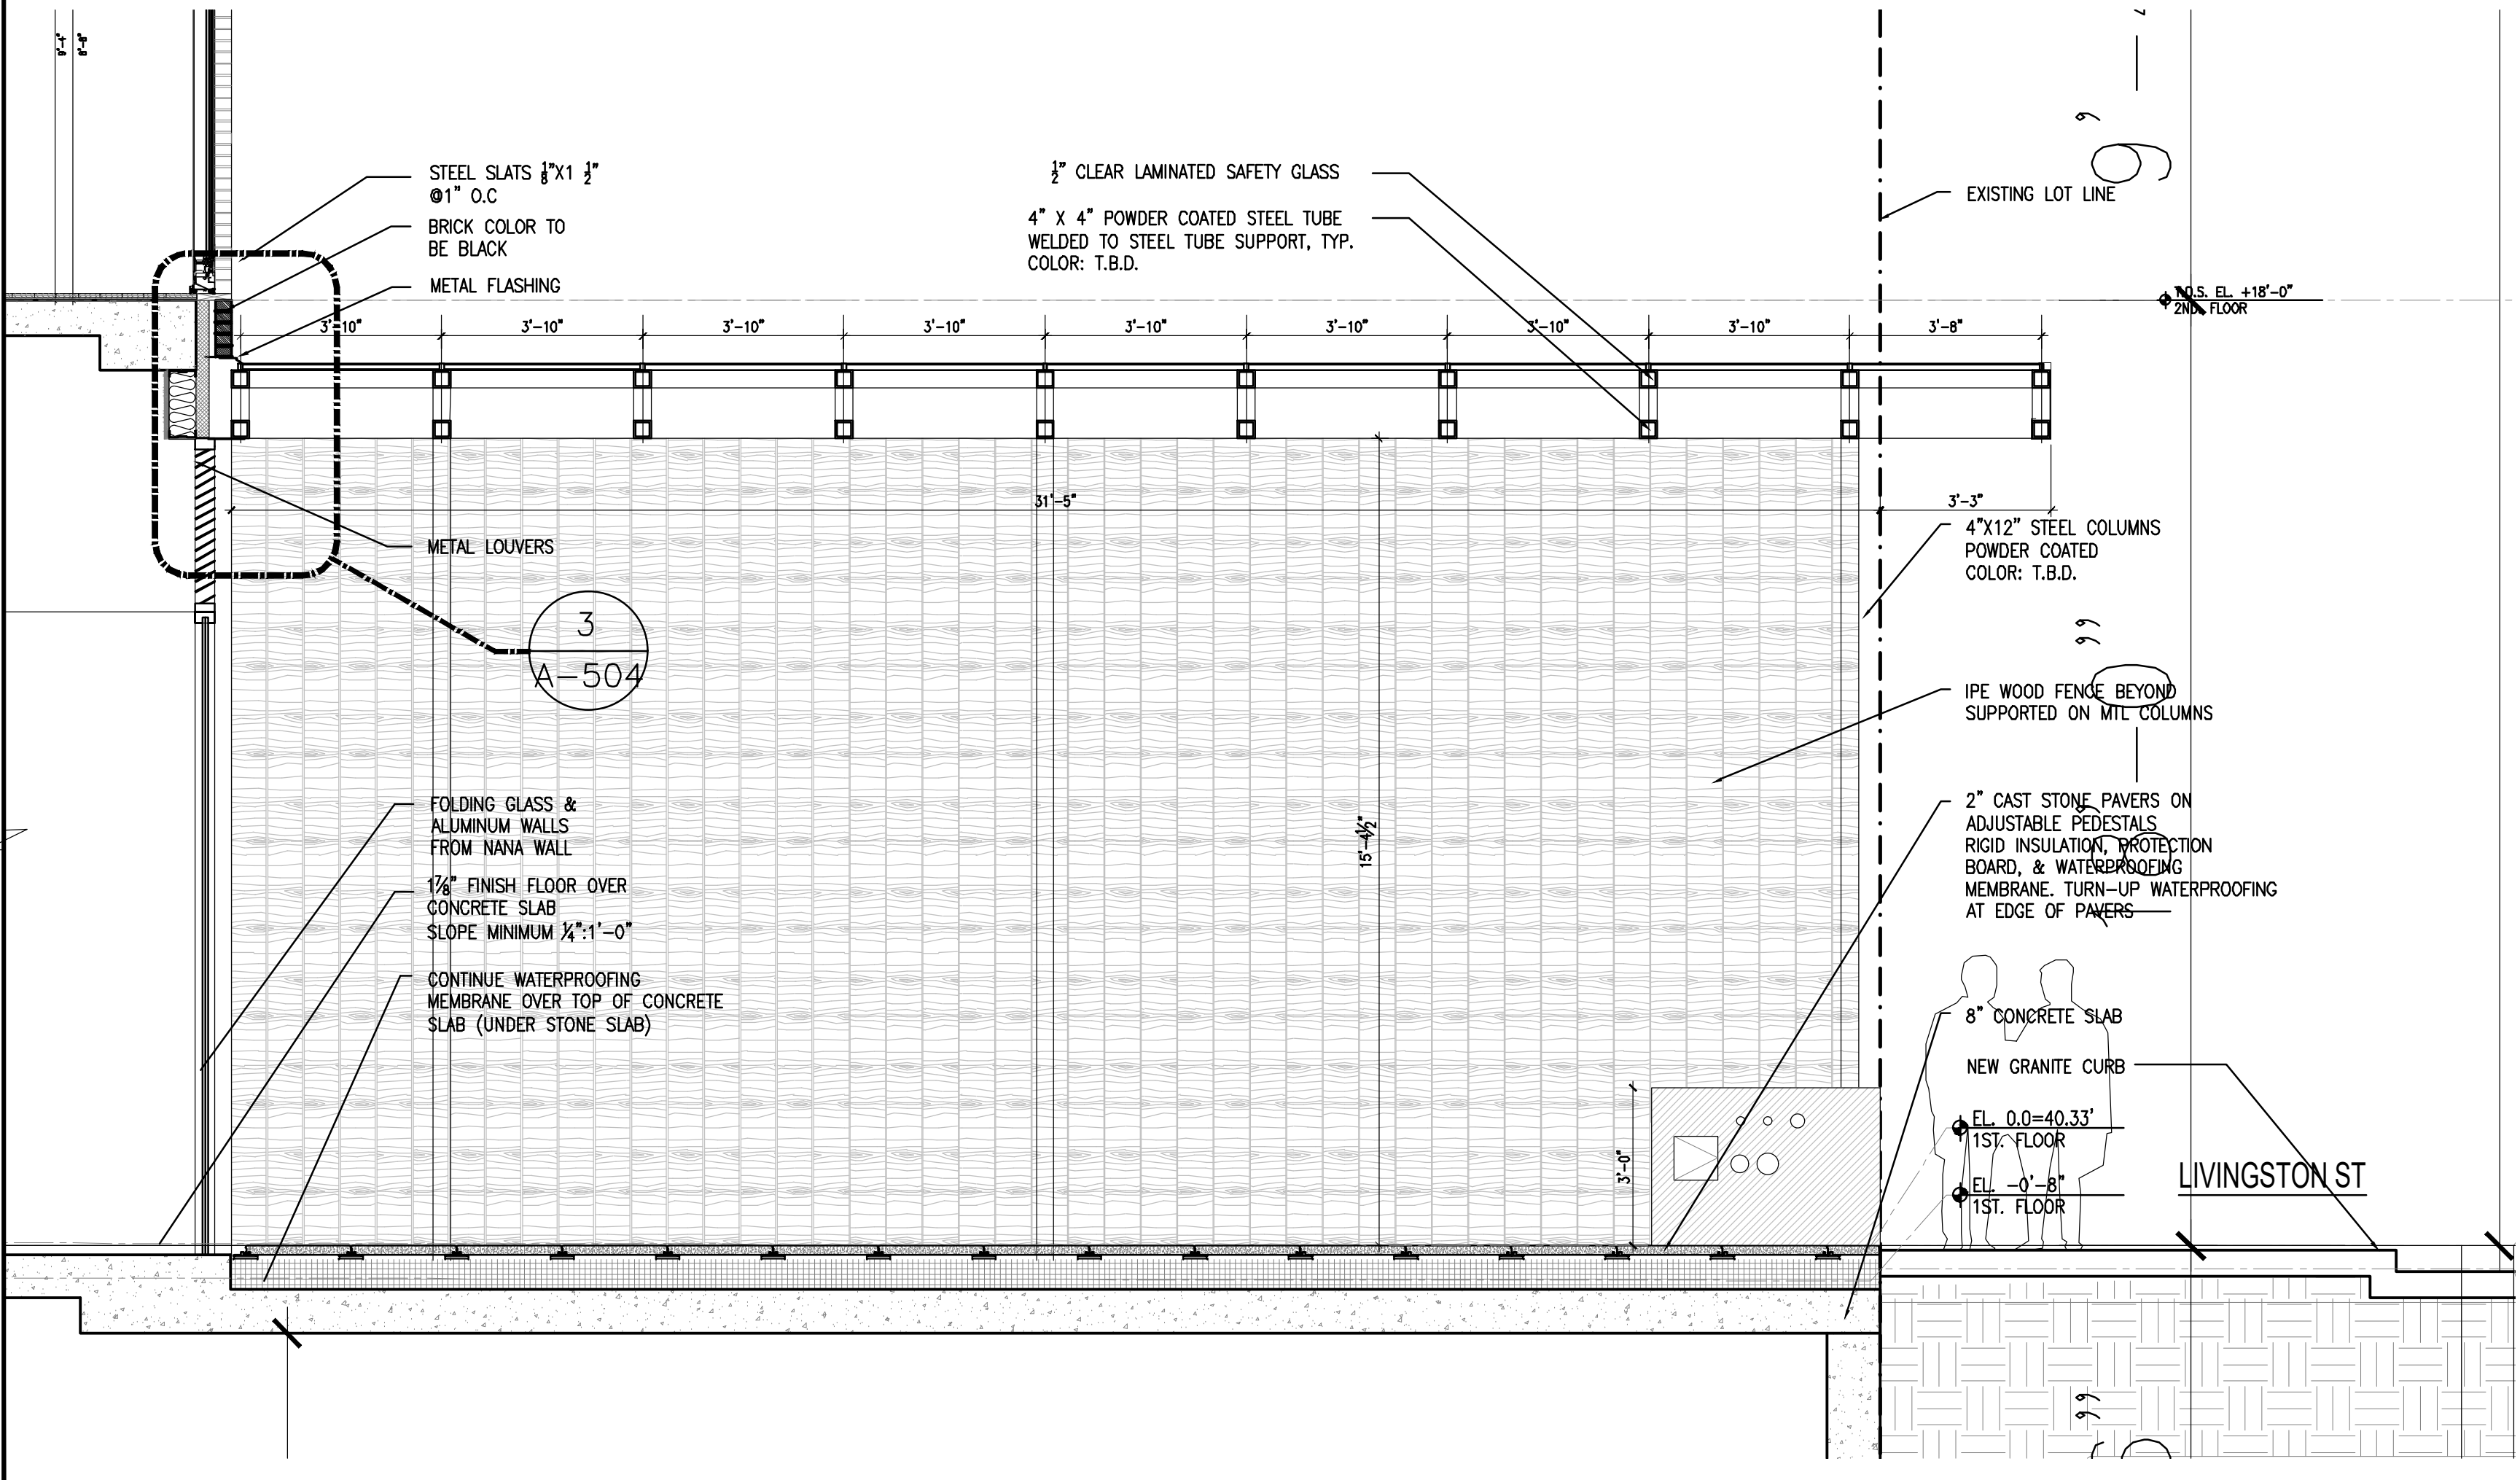 9'-4"
8'-8"
STEEL SLATS 1/8"X1 1/2"
@1" O.C
BRICK COLOR TO
BE BLACK
METAL FLASHING
1/2" CLEAR LAMINATED SAFETY GLASS
4" X 4" POWDER COATED STEEL TUBE
WELDED TO STEEL TUBE SUPPORT, TYP.
COLOR: T.B.D.
EXISTING LOT LINE
T.O.S. EL. +18'-0"
2ND. FLOOR
3'-10"
3'-10"
3'-10"
3'-10"
3'-10"
3'-10"
3'-10"
3'-10"
3'-8"
31'-5"
3'-3"
METAL LOUVERS
4"X12" STEEL COLUMNS
POWDER COATED
COLOR: T.B.D.
3
A-504
IPE WOOD FENCE BEYOND
SUPPORTED ON MTL COLUMNS
FOLDING GLASS &
ALUMINUM WALLS
FROM NANA WALL
15'-4½"
2" CAST STONE PAVERS ON
ADJUSTABLE PEDESTALS
RIGID INSULATION, PROTECTION
BOARD, & WATERPROOFING
MEMBRANE. TURN-UP WATERPROOFING
AT EDGE OF PAVERS
1⅞" FINISH FLOOR OVER
CONCRETE SLAB
SLOPE MINIMUM ¼":1'-0"
CONTINUE WATERPROOFING
MEMBRANE OVER TOP OF CONCRETE
SLAB (UNDER STONE SLAB)
8" CONCRETE SLAB
NEW GRANITE CURB
EL. 0.0=40.33'
1ST. FLOOR
3'-0"
EL. -0'-8"
1ST. FLOOR
LIVINGSTON ST